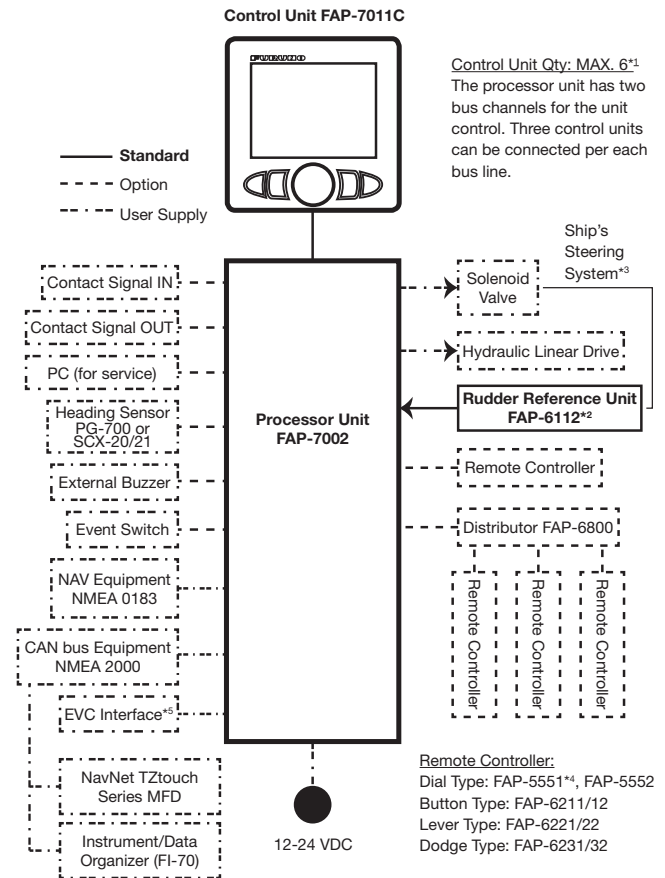 Control Unit FAP-7011C
FURUNO
Control Unit Qty: MAX. 6*1
The processor unit has two
bus channels for the unit
control. Three control units
can be connected per each
bus line.
Standard
Option
User Supply
Ship's
Steering
System*3
Contact Signal IN
Contact Signal OUT
PC (for service)
Heading Sensor
PG-700 or
SCX-20/21
External Buzzer
Event Switch
NAV Equipment
NMEA 0183
CAN bus Equipment
NMEA 2000
EVC Interface*5
NavNet TZtouch
Series MFD
Instrument/Data
Organizer (FI-70)
Processor Unit
FAP-7002
12-24 VDC
Solenoid
Valve
Hydraulic Linear Drive
Rudder Reference Unit
FAP-6112*2
Remote Controller
Distributor FAP-6800
Remote Controller
Remote Controller
Remote Controller
Remote Controller:
Dial Type: FAP-5551*4, FAP-5552
Button Type: FAP-6211/12
Lever Type: FAP-6221/22
Dodge Type: FAP-6231/32